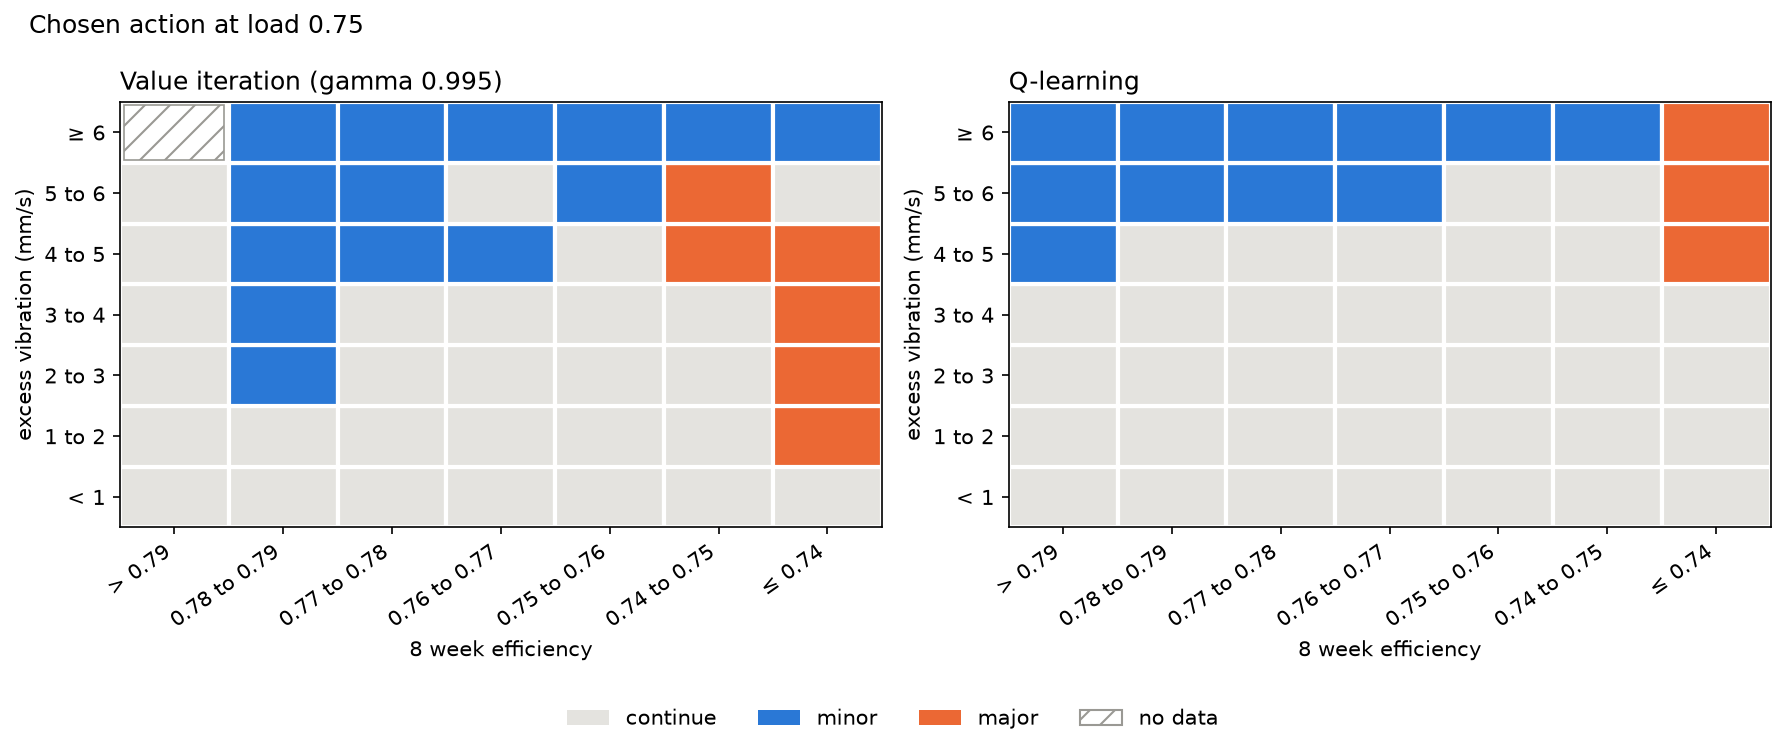 Chosen action at load 0.75
Value iteration (gamma 0.995)
excess vibration (mm/s)
≥ 6
5 to 6
4 to 5
3 to 4
2 to 3
1 to 2
< 1
> 0.79
0.78 to 0.79
0.77 to 0.78
0.76 to 0.77
0.75 to 0.76
0.74 to 0.75
≤ 0.74
8 week efficiency
Q-learning
excess vibration (mm/s)
≥ 6
5 to 6
4 to 5
3 to 4
2 to 3
1 to 2
< 1
> 0.79
0.78 to 0.79
0.77 to 0.78
0.76 to 0.77
0.75 to 0.76
0.74 to 0.75
≤ 0.74
8 week efficiency
continue minor major no data